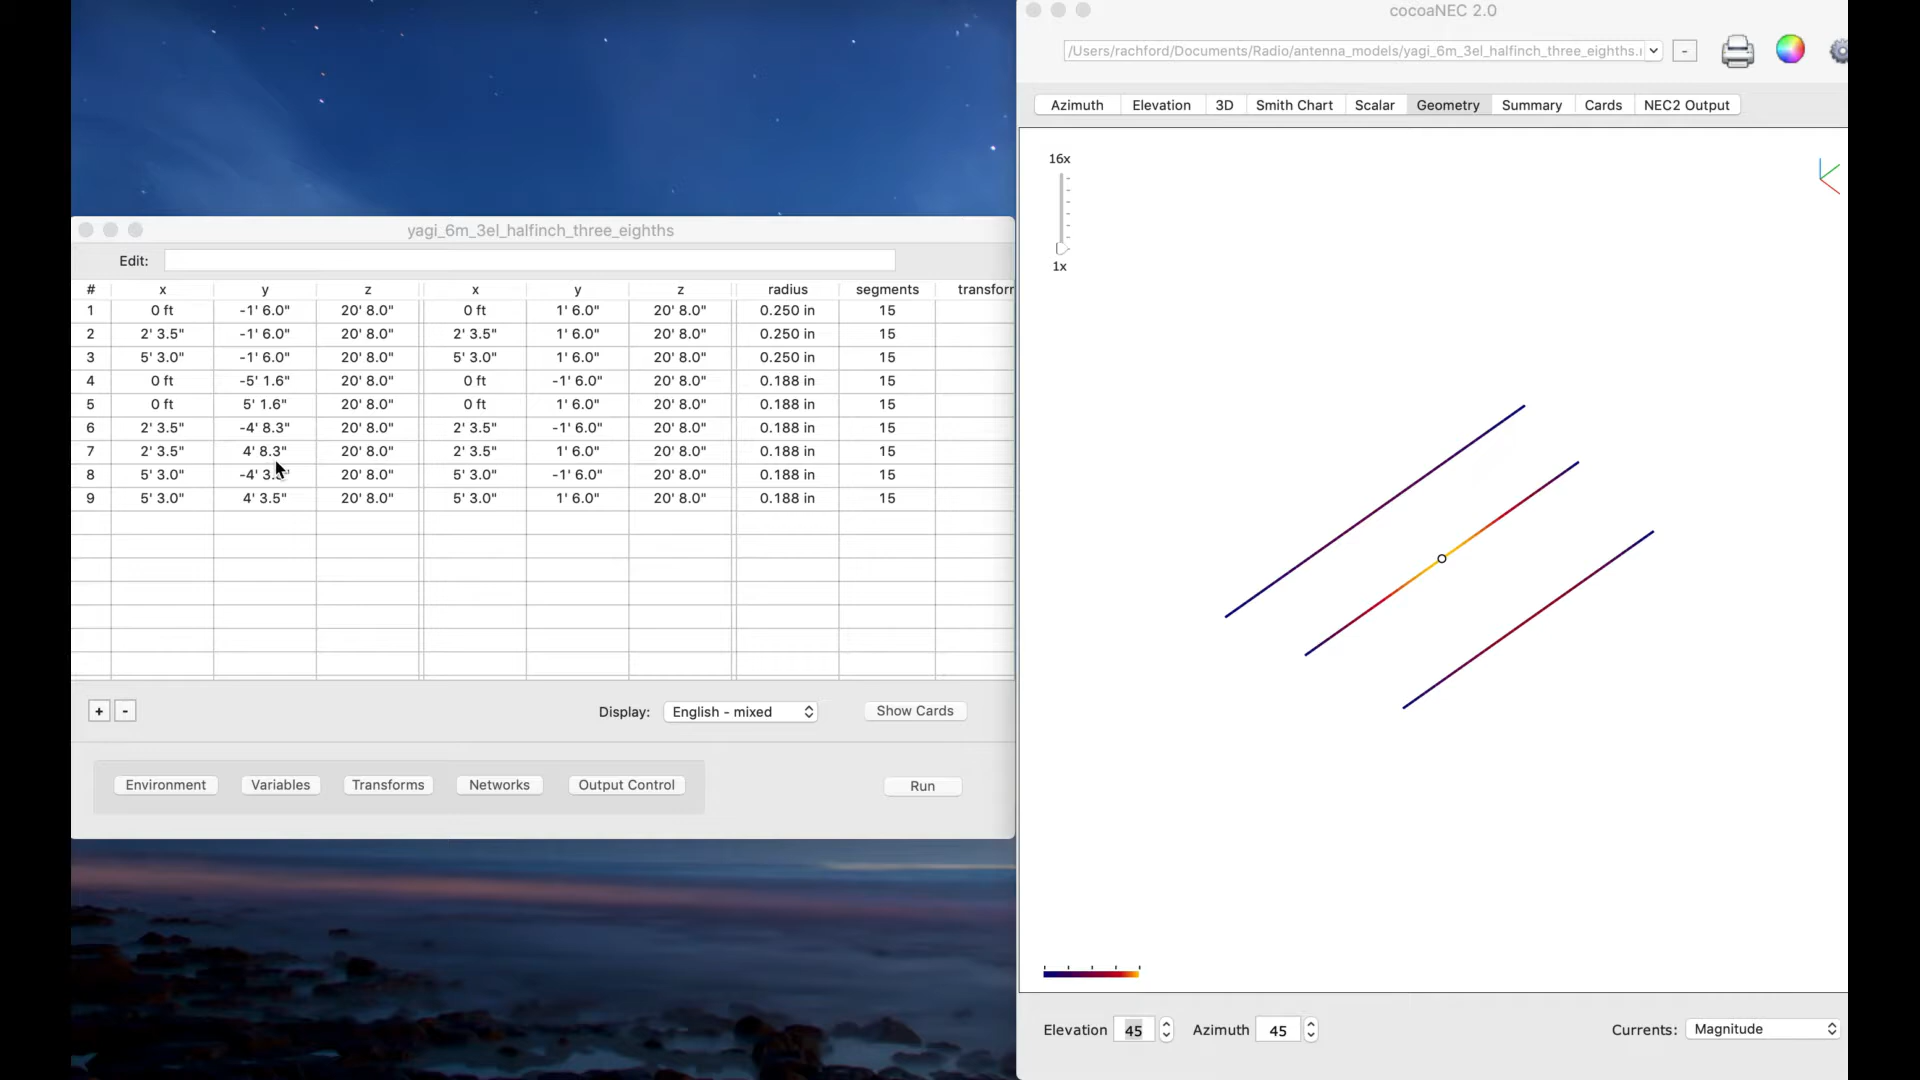 cocoaNEC 2.0
/Users/rachford/Documents/Radio/antenna_models/yagi_6m_3el_halfinch_three_eighths.
-
Azimuth Elevation 3D Smith Chart Scalar Geometry Summary Cards NEC2 Output
16x
1x
yagi_6m_3el_halfinch_three_eighths
Edit:
# x y z x y z radius segments transfor
1 0 ft -1' 6.0" 20' 8.0" 0 ft 1' 6.0" 20' 8.0" 0.250 in 15
2 2' 3.5" -1' 6.0" 20' 8.0" 2' 3.5" 1' 6.0" 20' 8.0" 0.250 in 15
3 5' 3.0" -1' 6.0" 20' 8.0" 5' 3.0" 1' 6.0" 20' 8.0" 0.250 in 15
4 0 ft -5' 1.6" 20' 8.0" 0 ft -1' 6.0" 20' 8.0" 0.188 in 15
5 0 ft 5' 1.6" 20' 8.0" 0 ft 1' 6.0" 20' 8.0" 0.188 in 15
6 2' 3.5" -4' 8.3" 20' 8.0" 2' 3.5" -1' 6.0" 20' 8.0" 0.188 in 15
7 2' 3.5" 4' 8.3" 20' 8.0" 2' 3.5" 1' 6.0" 20' 8.0" 0.188 in 15
8 5' 3.0" -4' 20' 8.0" 5' 3.0" -1' 6.0" 20' 8.0" 0.188 in 15
9 5' 3.0" 4' 3.5" 20' 8.0" 5' 3.0" 1' 6.0" 20' 8.0" 0.188 in 15
+ - Display: English - mixed Show Cards
Environment Variables Transforms Networks Output Control Run
Elevation 45 Azimuth 45 Currents: Magnitude